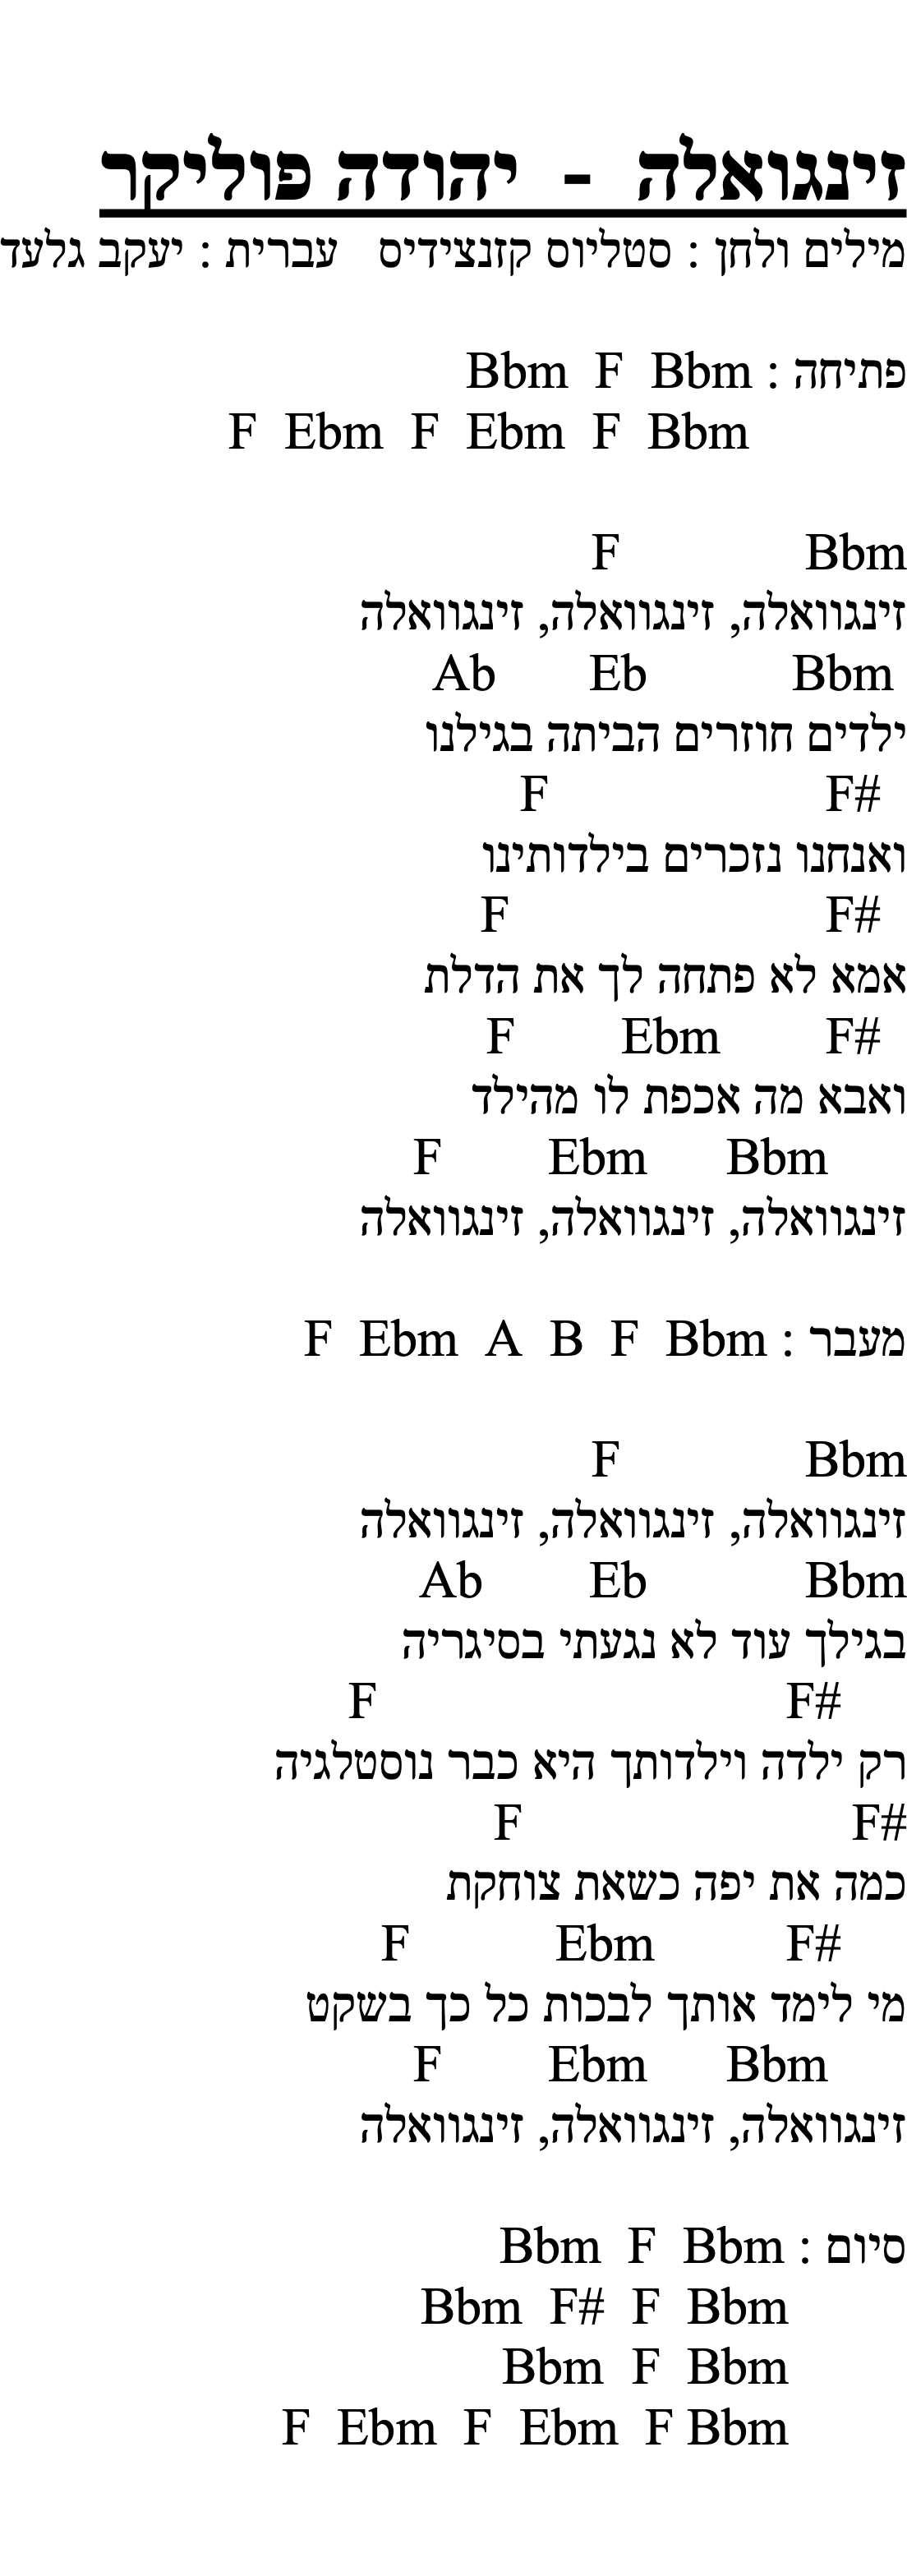 זינגואלה - יהודה פוליקר
מילים ולחן : סטליוס קזנצידיס עברית : יעקב גלעד
פתיחה : Bbm F Bbm
Bbm F Ebm F Ebm F
Bbm F
זינגוואלה, זינגוואלה, זינגוואלה
Bbm Eb Ab
ילדים חוזרים הביתה בגילנו
F# F
ואנחנו נזכרים בילדותינו
F# F
אמא לא פתחה לך את הדלת
F# Ebm F
ואבא מה אכפת לו מהילד
Bbm Ebm F
זינגוואלה, זינגוואלה, זינגוואלה
מעבר : Bbm F B A Ebm F
Bbm F
זינגוואלה, זינגוואלה, זינגוואלה
Bbm Eb Ab
בגילך עוד לא נגעתי בסיגריה
F# F
רק ילדה וילדותך היא כבר נוסטלגיה
F# F
כמה את יפה כשאת צוחקת
F# Ebm F
מי לימד אותך לבכות כל כך בשקט
Bbm Ebm F
זינגוואלה, זינגוואלה, זינגוואלה
סיום : Bbm F Bbm
Bbm F F# Bbm
Bbm F Bbm
Bbm F Ebm F Ebm F